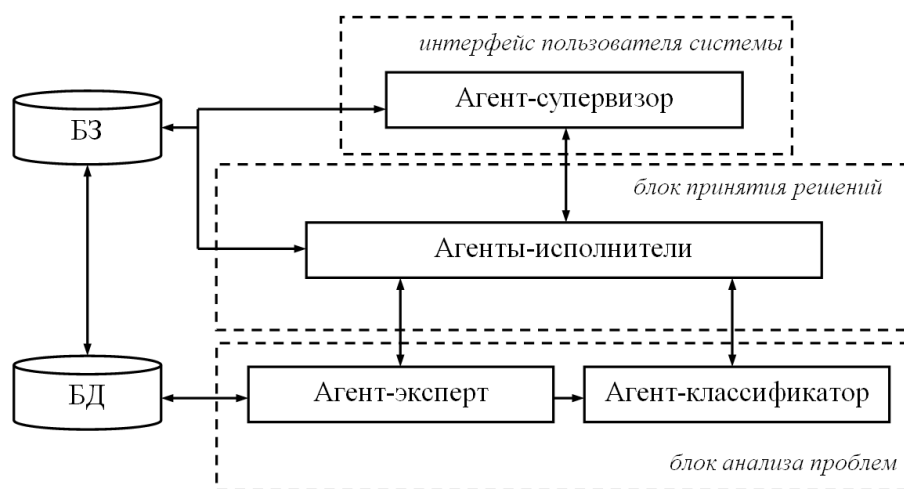 интерфейс пользователя системы
Агент-супервизор
БЗ
блок принятия решений
Агенты-исполнители
БД
Агент-эксперт
Агент-классификатор
блок анализа проблем